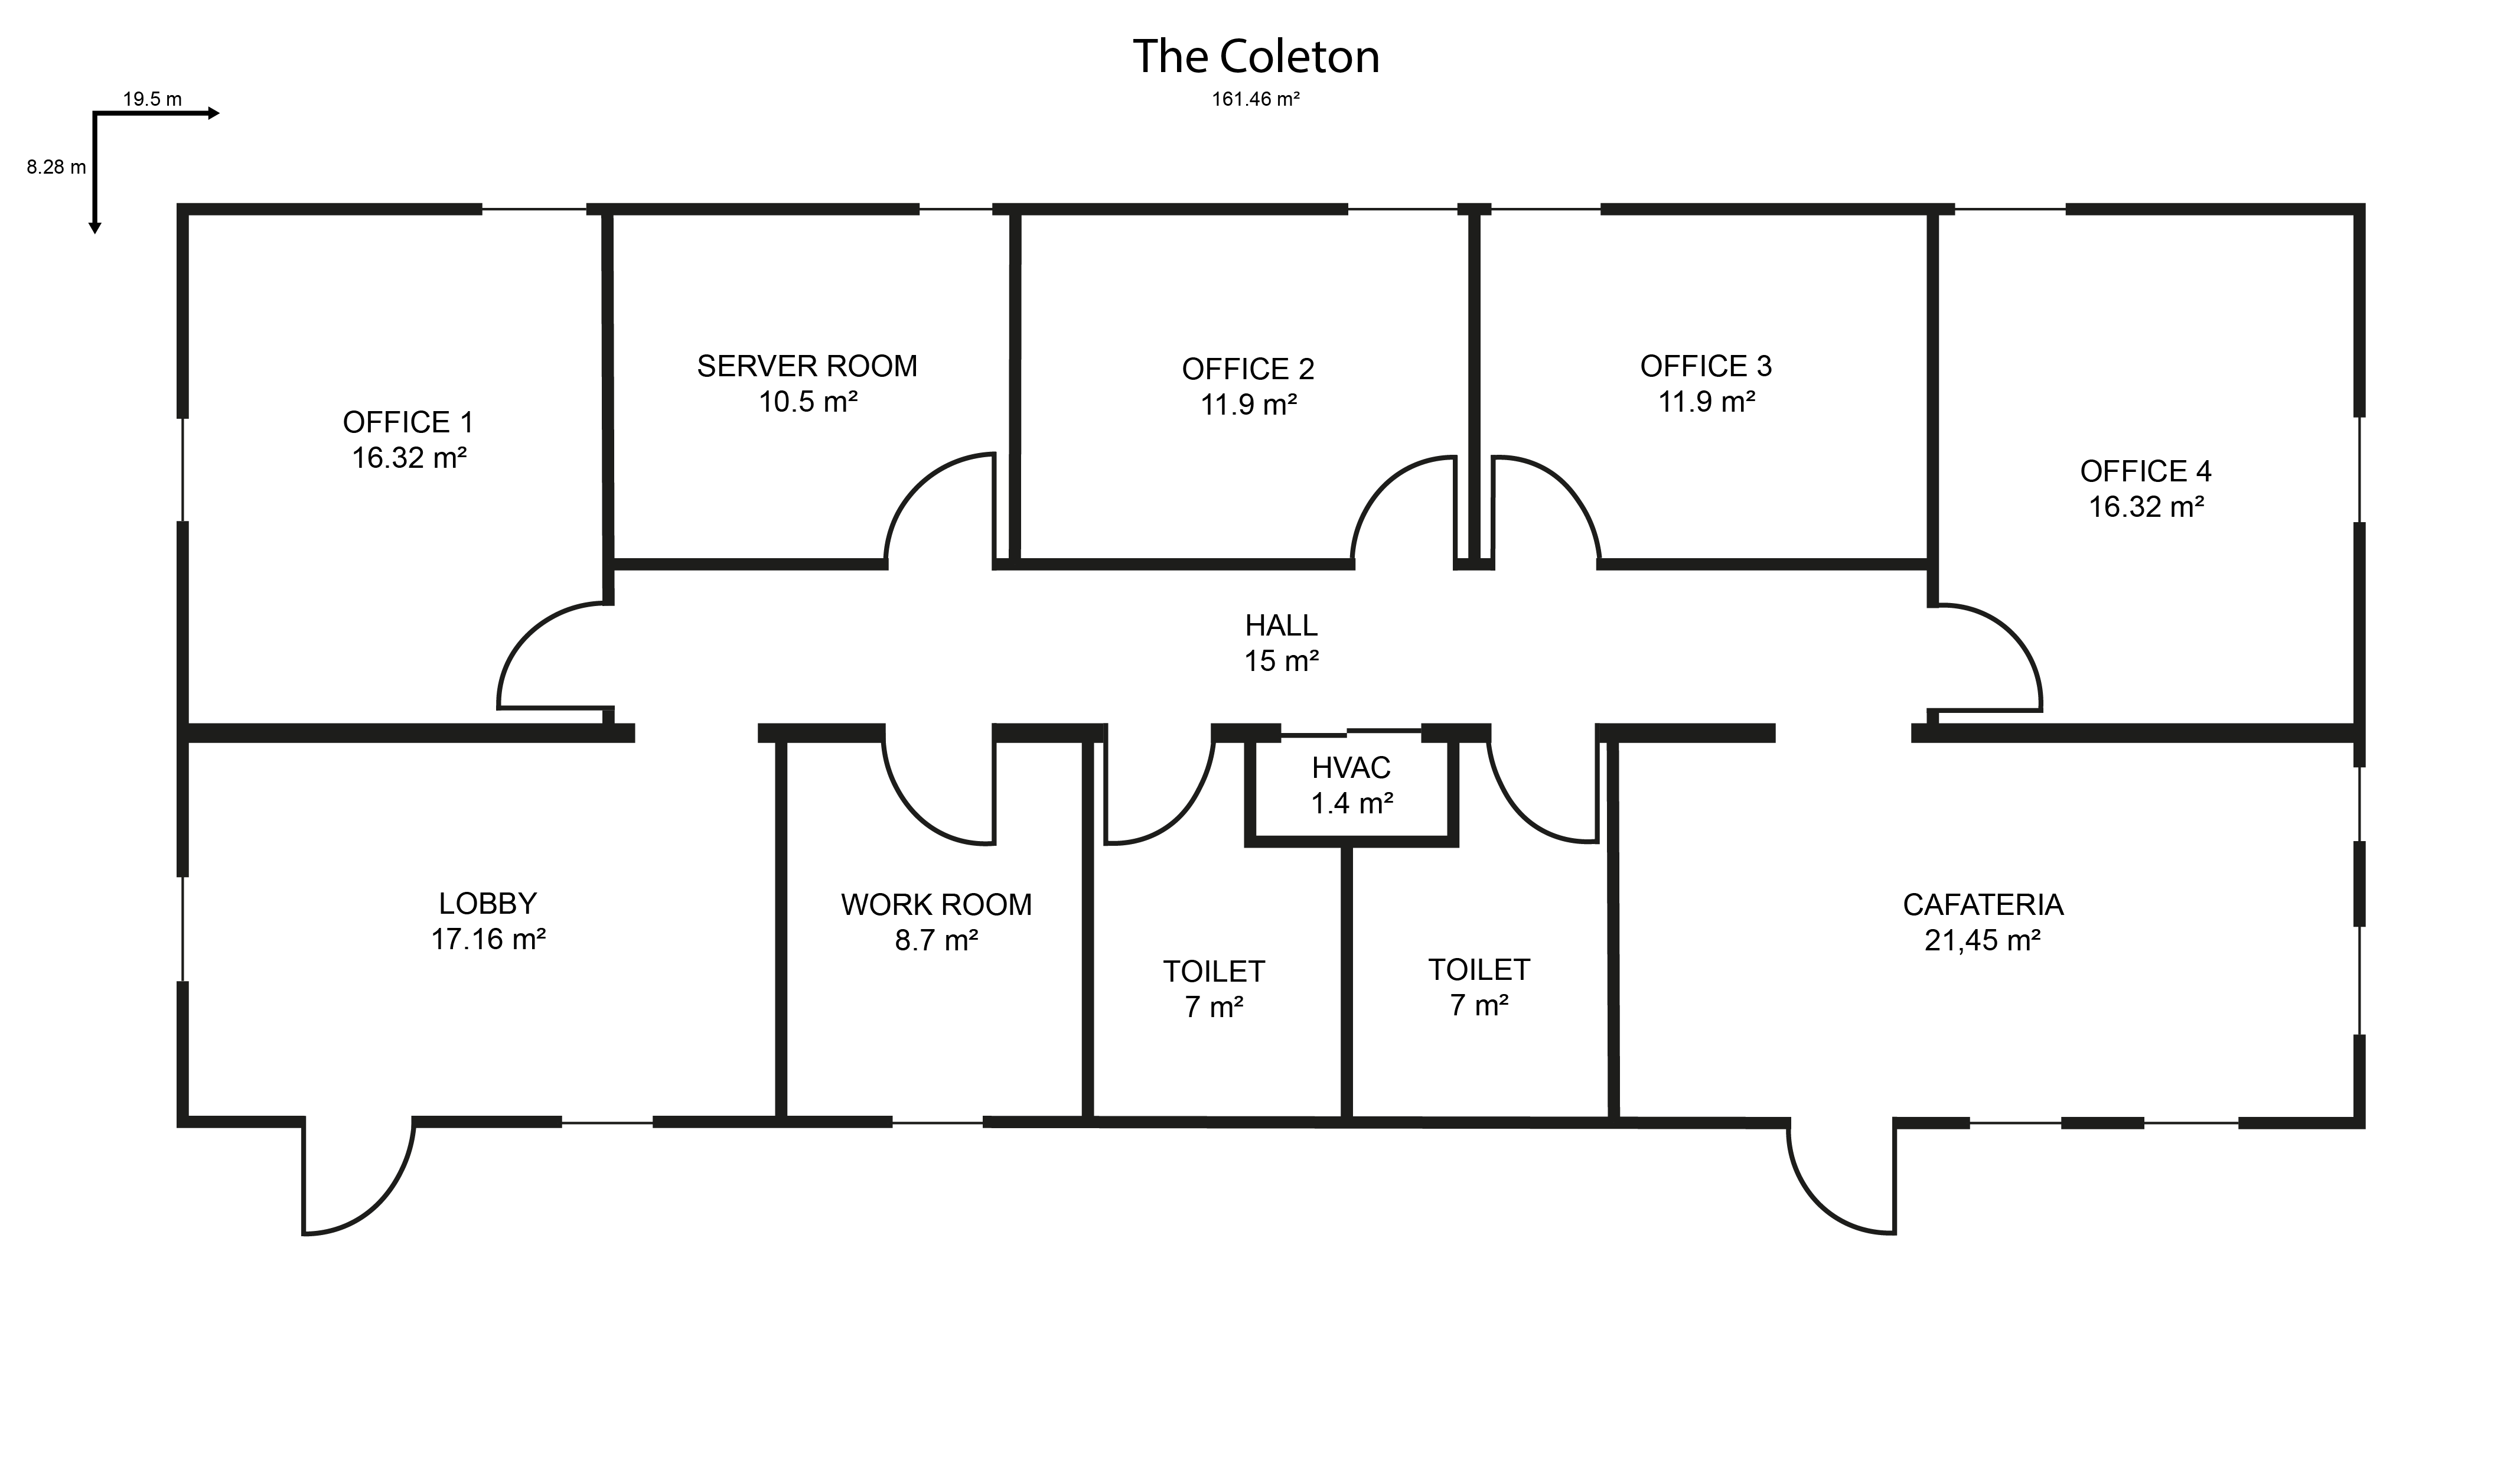 The Coleton
161.46 m²
19.5 m
8.28 m
OFFICE 1
16.32 m²
SERVER ROOM
10.5 m²
OFFICE 2
11.9 m²
OFFICE 3
11.9 m²
OFFICE 4
16.32 m²
HALL
15 m²
HVAC
1.4 m²
LOBBY
17.16 m²
WORK ROOM
8.7 m²
TOILET
7 m²
TOILET
7 m²
CAFATERIA
21,45 m²